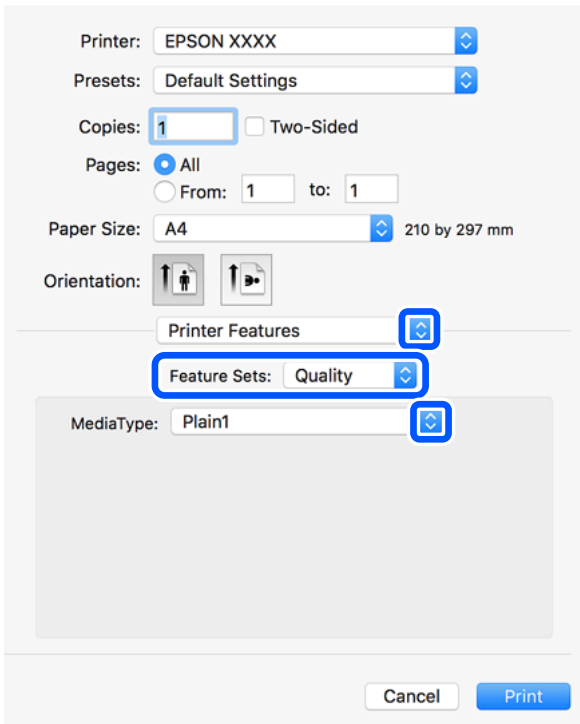 Printer: EPSON XXXX
Presets: Default Settings
Copies: 1 Two-Sided
Pages: All
From: 1 to: 1
Paper Size: A4 210 by 297 mm
Orientation:
Printer Features
Feature Sets: Quality
MediaType: Plain1
Cancel Print